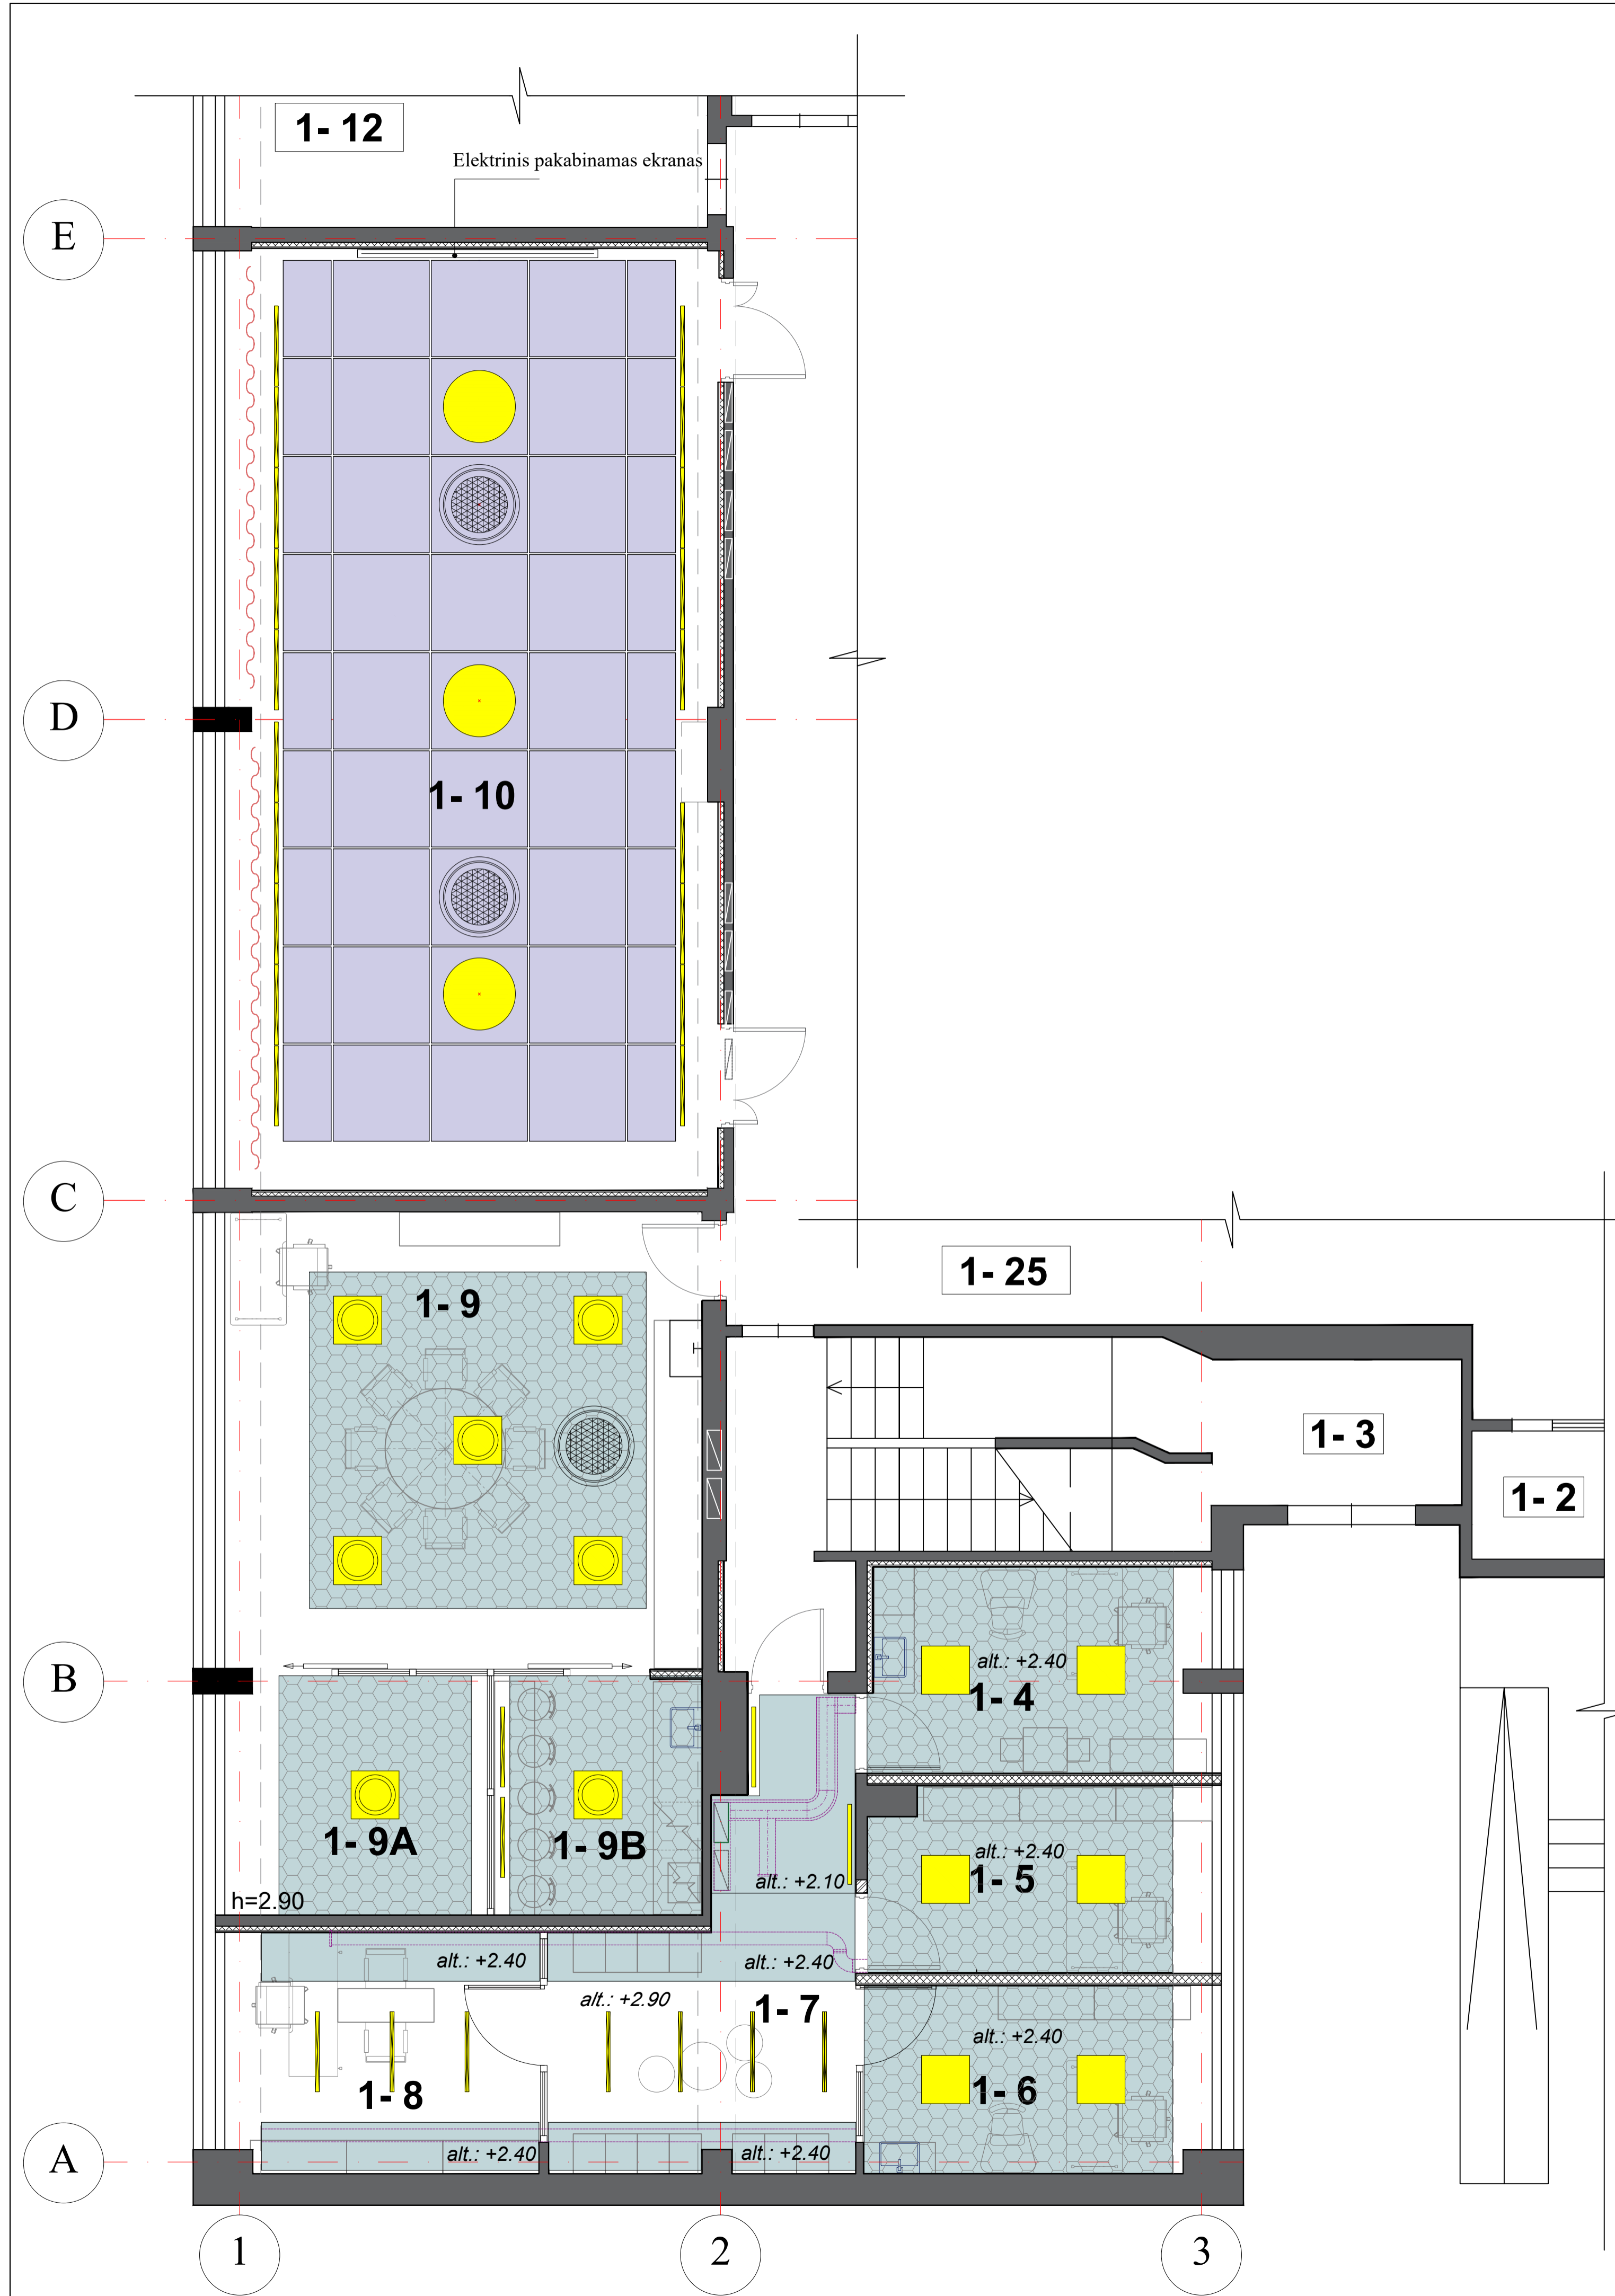 1- 12
Elektrinis pakabinamas ekranas
E
D
1- 10
C
1- 25
1- 9
1- 3
1- 2
B
alt.: +2.40
1- 4
1- 9A
1- 9B
alt.: +2.40
1- 5
alt.: +2.10
h=2.90
alt.: +2.40
alt.: +2.40
alt.: +2.90
1- 7
alt.: +2.40
1- 8
1- 6
A
alt.: +2.40
alt.: +2.40
1
2
3